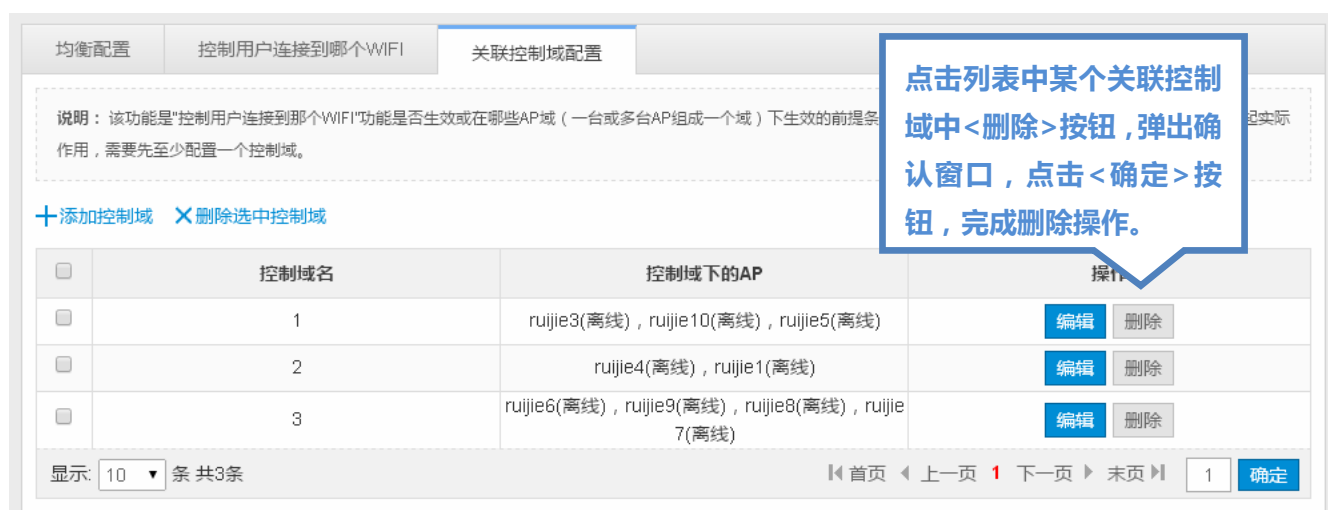 均衡配置
控制用户连接到哪个WIFI
关联控制域配置
说明：该功能是"控制用户连接到那个WIFI"功能是否生效或在哪些AP域（一台或多台AP组成一个域）下生效的前提条
起实际
作用，需要先至少配置一个控制域。
点击列表中某个关联控制
域中<删除>按钮，弹出确
认窗口，点击<确定>按
钮，完成删除操作。
添加控制域
删除选中控制域
控制域名 控制域下的AP 操作
1 ruijie3(离线)，ruijie10(离线)，ruijie5(离线) 编辑 删除
2 ruijie4(离线)，ruijie1(离线) 编辑 删除
3 ruijie6(离线)，ruijie9(离线)，ruijie8(离线)，ruijie
7(离线) 编辑 删除
显示: 10 条 共3条 首页 上一页 1 下一页 末页 1 确定